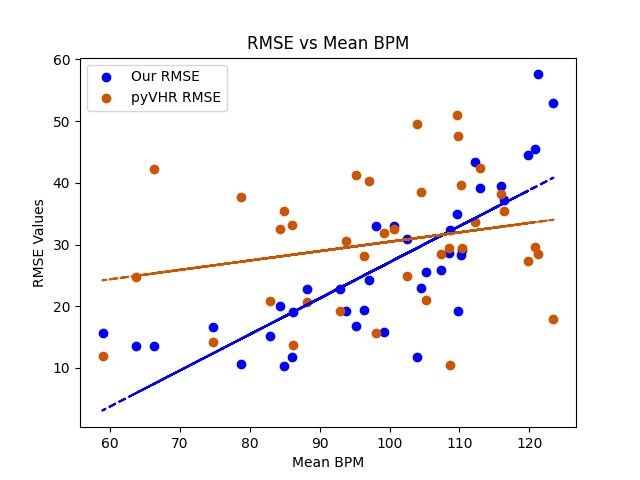 RMSE vs Mean BPM
Our RMSE
pyVHR RMSE
60
50
40
30
20
10
RMSE Values
60 70 80 90 100 110 120
Mean BPM